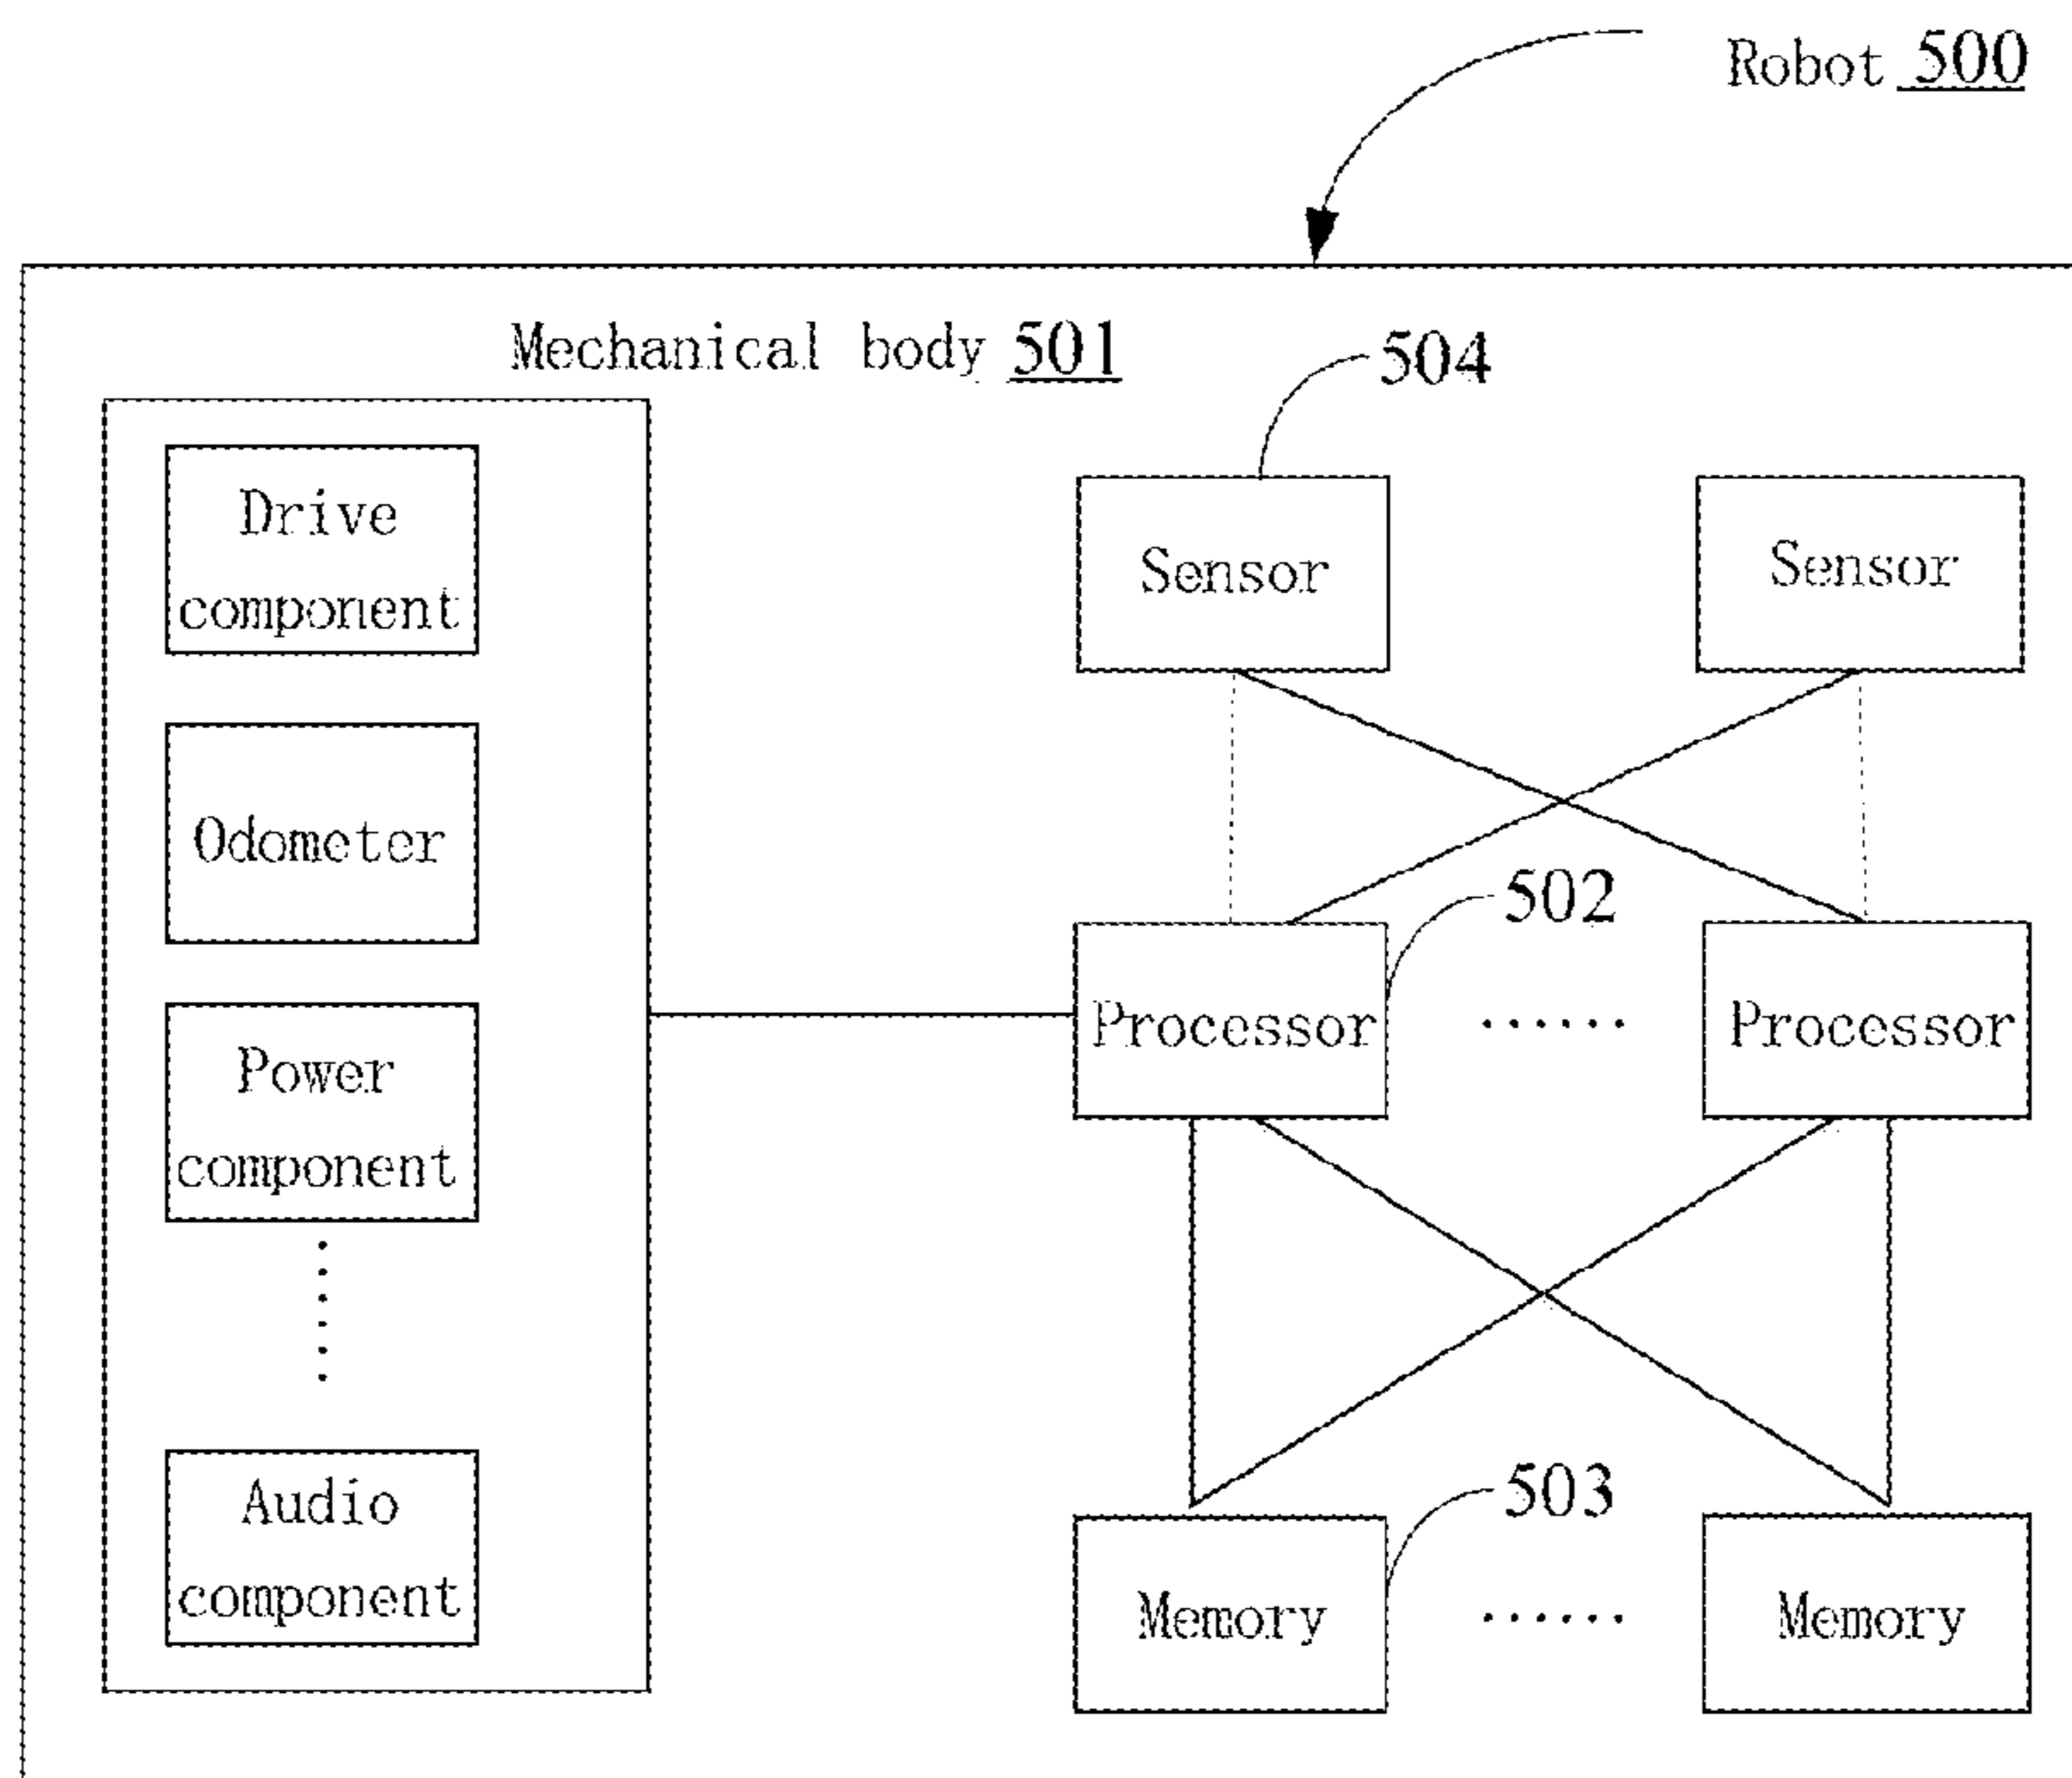 Robot 500
Mechanical body 501
504
Drive
component
Sensor
Sensor
Odometer
502
Power
component
Processor
......
Processor
503
Audio
component
Memory
......
Memory